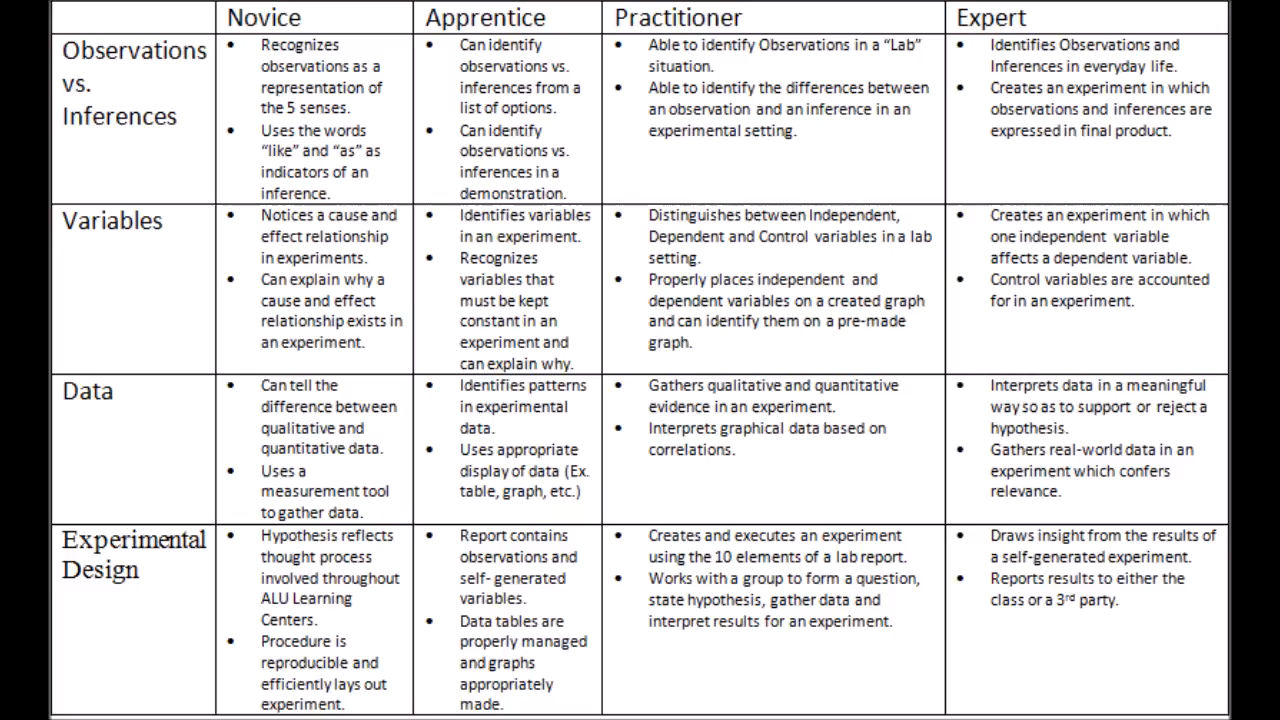 Novice
Apprentice
Practitioner
Expert
Observations
vs.
Inferences
• Recognizes
observations as a
representation of
the 5 senses.
• Uses the words
“like” and “as” as
indicators of an
inference.
• Can identify
observations vs.
inferences from a
list of options.
• Can identify
observations vs.
inferences in a
demonstration.
• Able to identify Observations in a “Lab”
situation.
• Able to identify the differences between
an observation and an inference in an
experimental setting.
• Identifies Observations and
Inferences in everyday life.
• Creates an experiment in which
observations and inferences are
expressed in final product.
Variables
• Notices a cause and
effect relationship
in experiments.
• Can explain why a
cause and effect
relationship exists in
an experiment.
• Identifies variables
in an experiment.
• Recognizes
variables that
must be kept
constant in an
experiment and
can explain why.
• Distinguishes between Independent,
Dependent and Control variables in a lab
setting.
• Properly places independent and
dependent variables on a created graph
and can identify them on a pre-made
graph.
• Creates an experiment in which
one independent variable
affects a dependent variable.
• Control variables are accounted
for in an experiment.
Data
• Can tell the
difference between
qualitative and
quantitative data.
• Uses a
measurement tool
to gather data.
• Identifies patterns
in experimental
data.
• Uses appropriate
display of data (Ex.
table, graph, etc.)
• Gathers qualitative and quantitative
evidence in an experiment.
• Interprets graphical data based on
correlations.
• Interprets data in a meaningful
way so as to support or reject a
hypothesis.
• Gathers real-world data in an
experiment which confers
relevance.
Experimental
Design
• Hypothesis reflects
thought process
involved throughout
ALU Learning
Centers.
• Procedure is
reproducible and
efficiently lays out
experiment.
• Report contains
observations and
self- generated
variables.
• Data tables are
properly managed
and graphs
appropriately
made.
• Creates and executes an experiment
using the 10 elements of a lab report.
• Works with a group to form a question,
state hypothesis, gather data and
interpret results for an experiment.
• Draws insight from the results of
a self-generated experiment.
• Reports results to either the
class or a 3rd party.